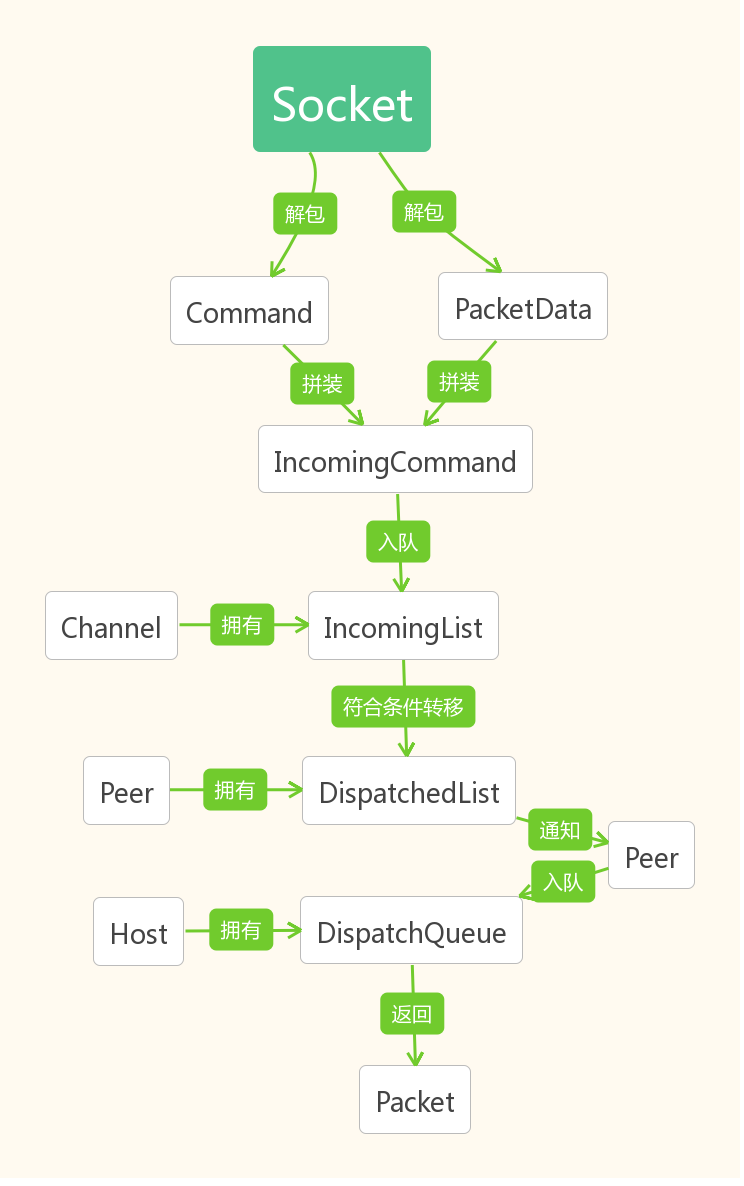 Socket
解包
解包
Command
PacketData
拼装
拼装
IncomingCommand
入队
Channel
拥有
IncomingList
符合条件转移
Peer
拥有
DispatchedList
通知
Peer
入队
Host
拥有
DispatchQueue
返回
Packet